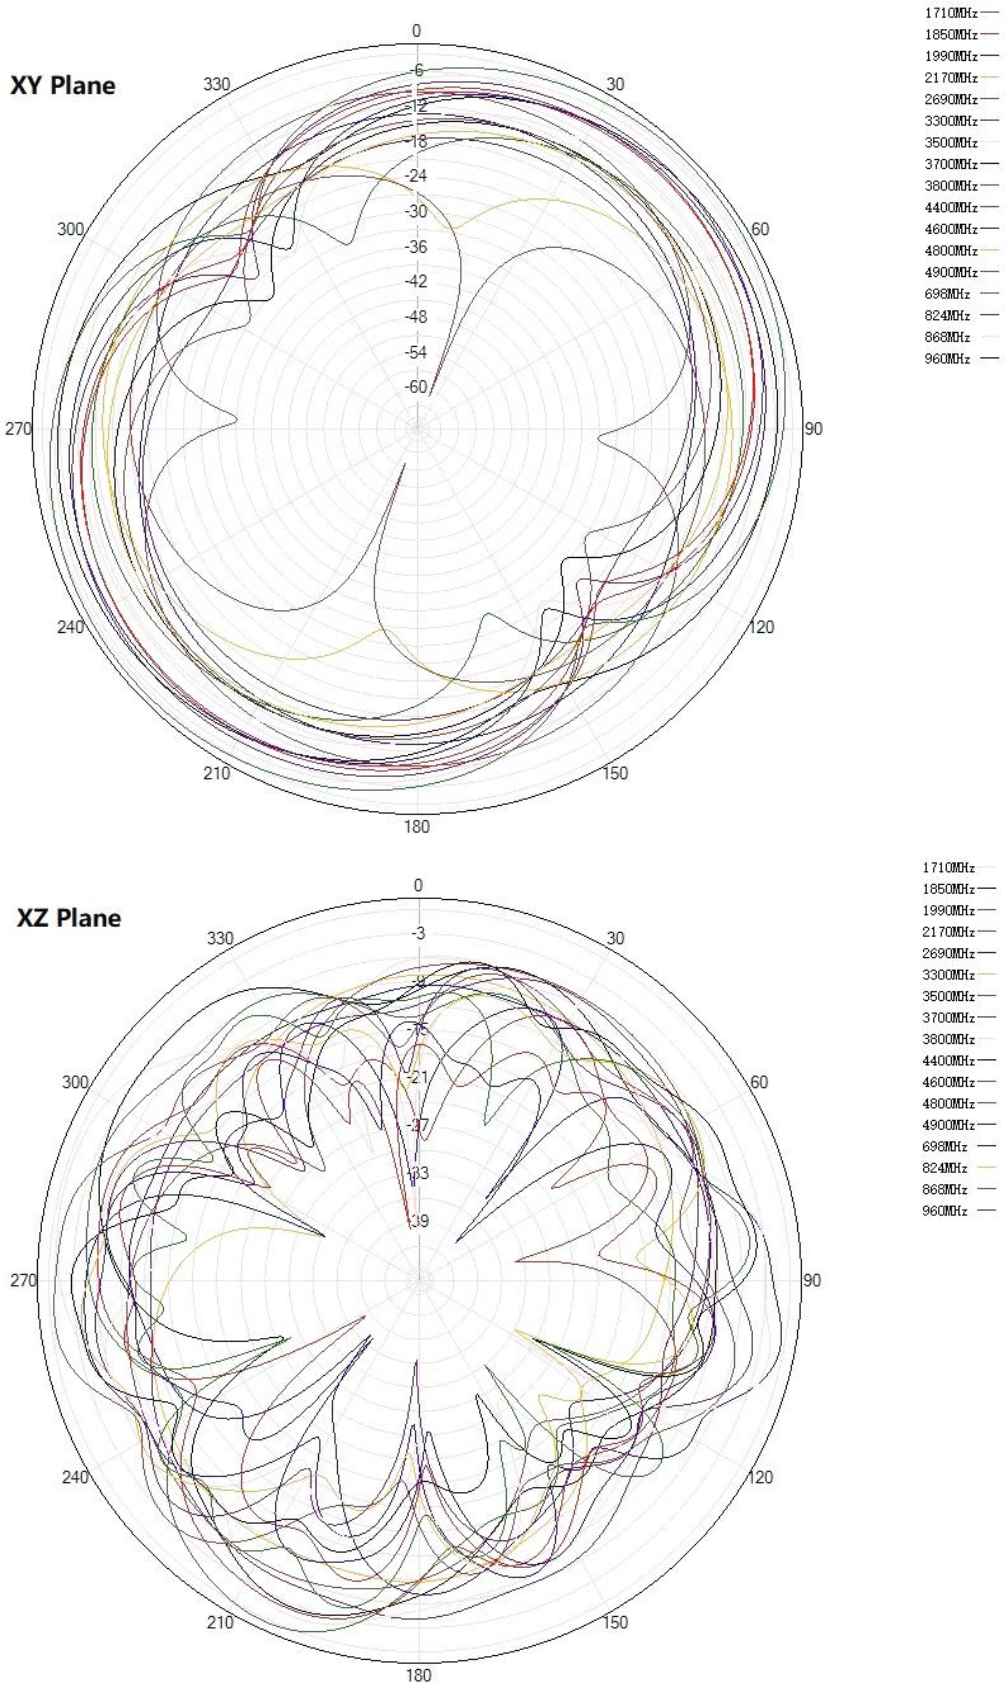 XY Plane
0
30
60
90
120
150
180
210
240
270
300
330
-6
-12
-18
-24
-30
-36
-42
-48
-54
-60
1710MHz
1850MHz
1990MHz
2170MHz
2690MHz
3300MHz
3500MHz
3700MHz
3800MHz
4400MHz
4600MHz
4800MHz
4900MHz
698MHz
824MHz
868MHz
960MHz
XZ Plane
0
30
60
90
120
150
180
210
240
270
300
330
-3
-9
-15
-21
-27
-33
-39
1710MHz
1850MHz
1990MHz
2170MHz
2690MHz
3300MHz
3500MHz
3700MHz
3800MHz
4400MHz
4600MHz
4800MHz
4900MHz
698MHz
824MHz
868MHz
960MHz